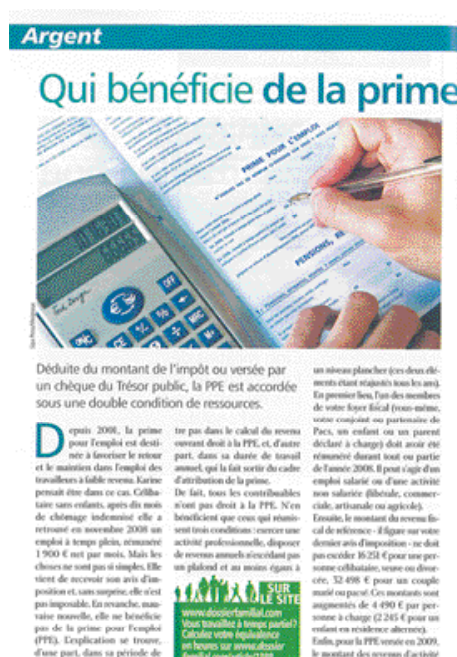 Argent
Qui bénéficie de la prime
PRIME POUR L'EMPLOI
PENSIONS, RE
OFF
MRC
Déduite du montant de l'impôt ou versée par
un chèque du Trésor public, la PPE est accordée
sous une double condition de ressources.
Depuis 2001, la prime
pour l'emploi est desti-
née à favoriser le retour
et le maintien dans l'emploi des
travailleurs à faible revenu. Karine
pensait être dans ce cas. Céliba-
taire sans enfants, après dix mois
de chômage indemnisé elle a
retrouvé en novembre 2008 un
emploi à temps plein, rémunéré
1 900 € net par mois. Mais les
choses ne sont pas si simples. Elle
vient de recevoir son avis d'im-
position et, sans surprise, elle n'est
pas imposable. En revanche, mau-
vaise nouvelle, elle ne bénéficie
pas de la prime pour l'emploi
(PPE). L'explication se trouve,
d'une part, dans sa période de
tre pas dans le calcul du revenu
ouvrant droit à la PPE, et, d'autre
part, dans sa durée de travail
annuel, qui la fait sortir du cadre
d'attribution de la prime.
De fait, tous les contribuables
n'ont pas droit à la PPE. N'en
bénéficient que ceux qui réunis-
sent trois conditions : exercer une
activité professionnelle, disposer
de revenus annuels n'excédant pas
un plafond et au moins égaux à
SUR
LE SITE
www.dossierfamilial.com
Vous travaillez à temps partiel ?
Calculez votre équivalence
en heures sur www.dossier
un niveau plancher (ces deux élé-
ments étant réajustés tous les ans).
En premier lieu, l'un des membres
de votre foyer fiscal (vous-même,
votre conjoint ou partenaire de
Pacs, un enfant ou un parent
déclaré à charge) doit avoir été
rémunéré durant tout ou partie
de l'année 2008. Il peut s'agir d'un
emploi salarié ou d'une activité
non salariée (libérale, commer-
ciale, artisanale ou agricole).
Ensuite, le montant du revenu fis-
cal de référence - il figure sur votre
dernier avis d'imposition - ne doit
pas excéder 16 251 € pour une per-
sonne célibataire, veuve ou divor-
cée, 32 498 € pour un couple
marié ou pacsé. Ces montants sont
augmentés de 4 490 € par per-
sonne à charge (2 245 € pour un
enfant en résidence alternée).
Enfin, pour la PPE versée en 2009,
le montant des revenus d'activité